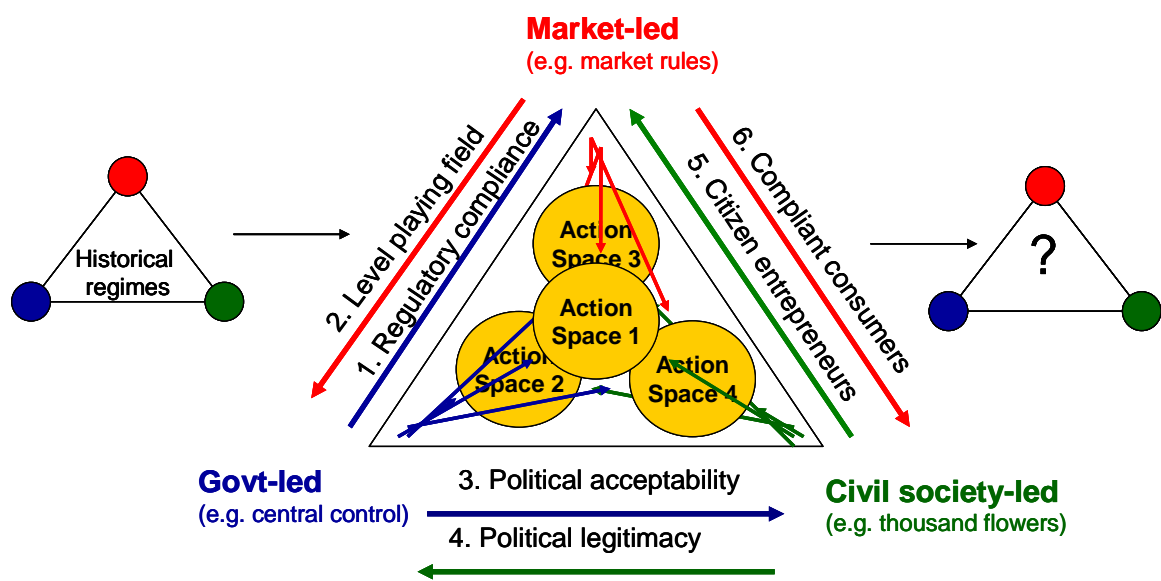 Market-led
(e.g. market rules)
2. Level playing field
1. Regulatory compliance
5. Citizen entrepreneurs
6. Compliant consumers
Historical
regimes
Action
Space 3
Action
Space 1
Action
Space 2
Action
Space 4
?
Govt-led
(e.g. central control)
3. Political acceptability
4. Political legitimacy
Civil society-led
(e.g. thousand flowers)